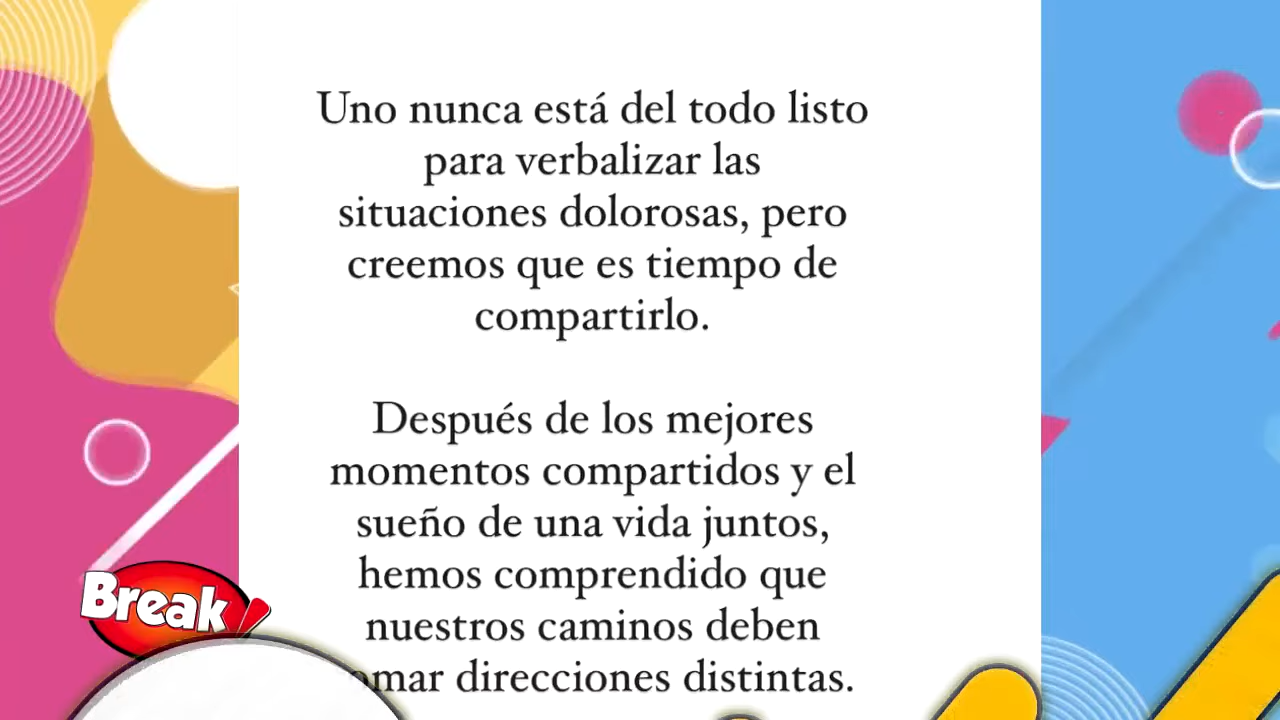 Uno nunca está del todo listo
para verbalizar las
situaciones dolorosas, pero
creemos que es tiempo de
compartirlo.
Después de los mejores
momentos compartidos y el
sueño de una vida juntos,
hemos comprendido que
nuestros caminos deben
omar direcciones distintas.
Break